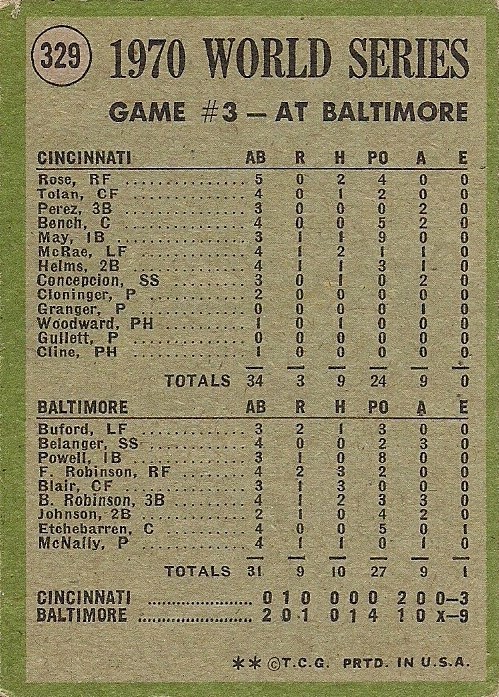 329 1970 WORLD SERIES
GAME #3 — AT BALTIMORE
CINCINNATI AB R H PO A E
Rose, RF 5 0 2 4 0 0
Tolan, CF 4 0 1 2 0 0
Perez, 3B 3 0 0 0 2 0
Bench, C 4 0 0 5 2 0
May, 1B 3 1 1 9 0 0
McRae, LF 4 1 2 1 1 0
Helms, 2B 4 1 1 3 1 0
Concepcion, SS 3 0 1 0 2 0
Cloninger, P 2 0 0 0 0 0
Granger, P 0 0 0 0 1 0
Woodward, PH 1 0 1 0 0 0
Gullett, P 0 0 0 0 0 0
Cline, PH 1 0 0 0 0 0
TOTALS 34 3 9 24 9 0
BALTIMORE AB R H PO A E
Buford, LF 3 2 1 3 0 0
Belanger, SS 4 0 0 2 3 0
Powell, 1B 3 1 0 8 0 0
F. Robinson, RF 4 2 3 2 0 0
Blair, CF 3 1 3 0 0 0
B. Robinson, 3B 4 1 2 3 3 0
Johnson, 2B 2 1 0 4 2 0
Etchebarren, C 4 0 0 5 0 1
McNally, P 4 1 1 0 1 0
TOTALS 31 9 10 27 9 1
CINCINNATI 0 1 0 0 0 0 2 0 0—3
BALTIMORE 2 0 1 0 1 4 1 0 X—9
** ©T.C.G. PRTD. IN U.S.A.